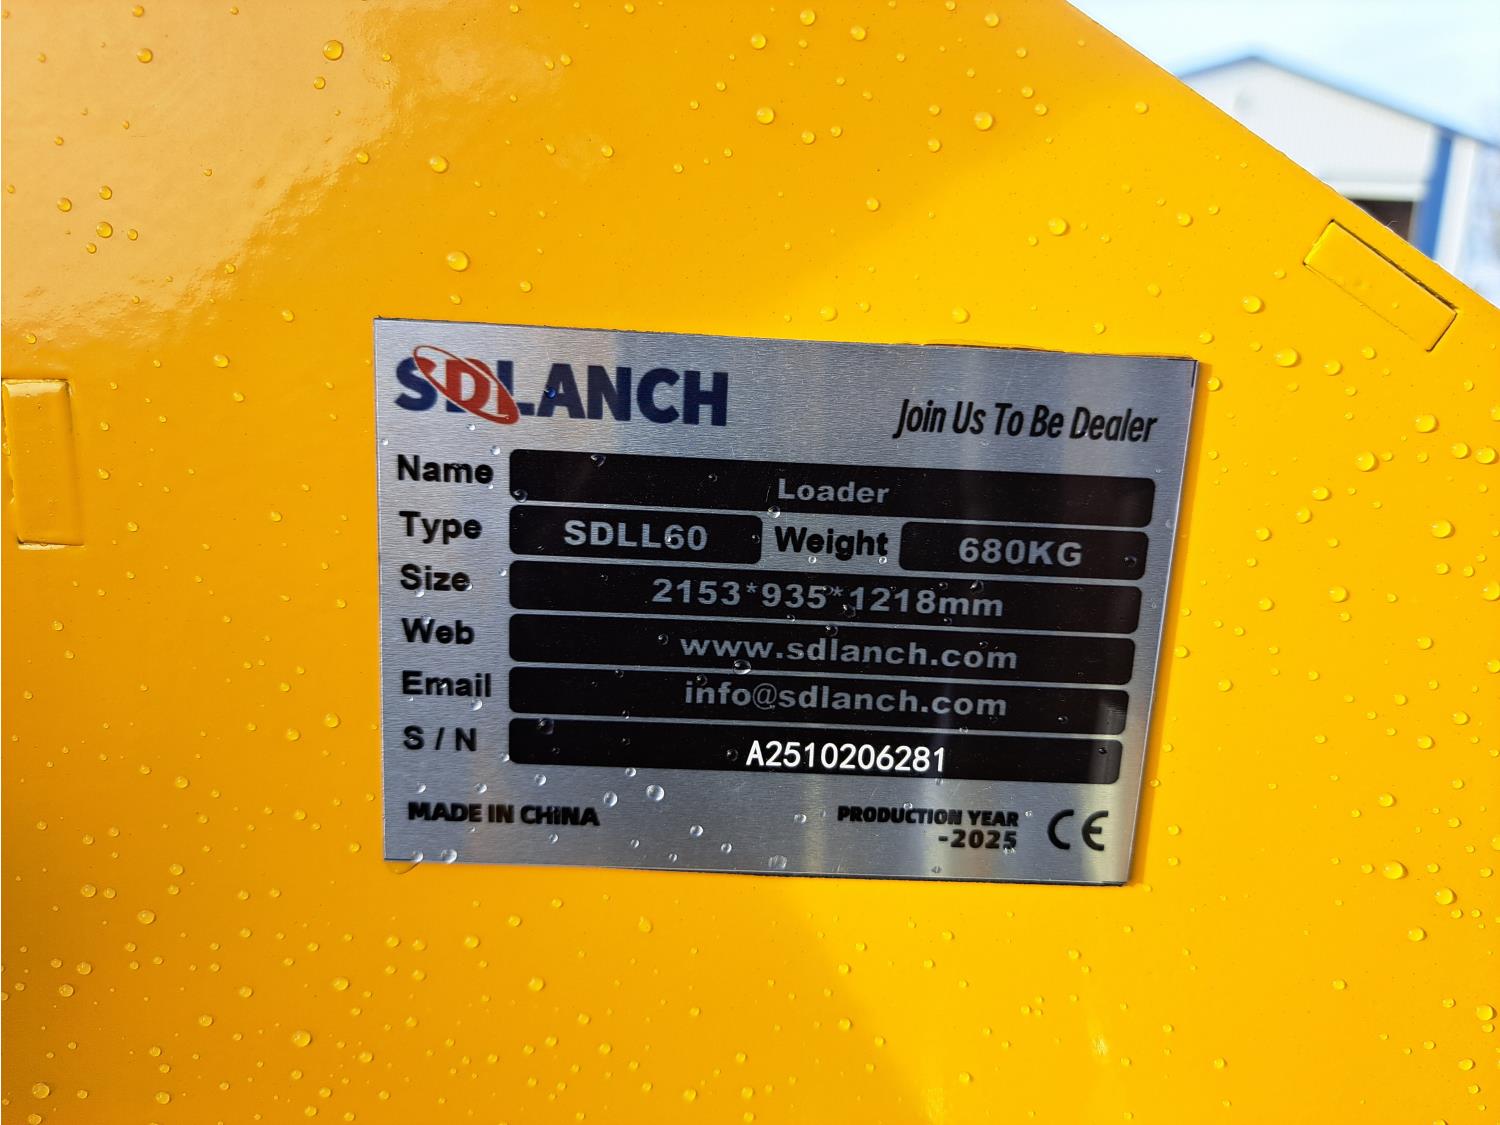 SDLANCH
Join Us To Be Dealer
Name Loader
Type SDLL60 Weight 680KG
Size 2153*935*1218mm
Web www.sdlanch.com
Email info@sdlanch.com
S / N A2510206281
MADE IN CHINA PRODUCTION YEAR CE
-2025